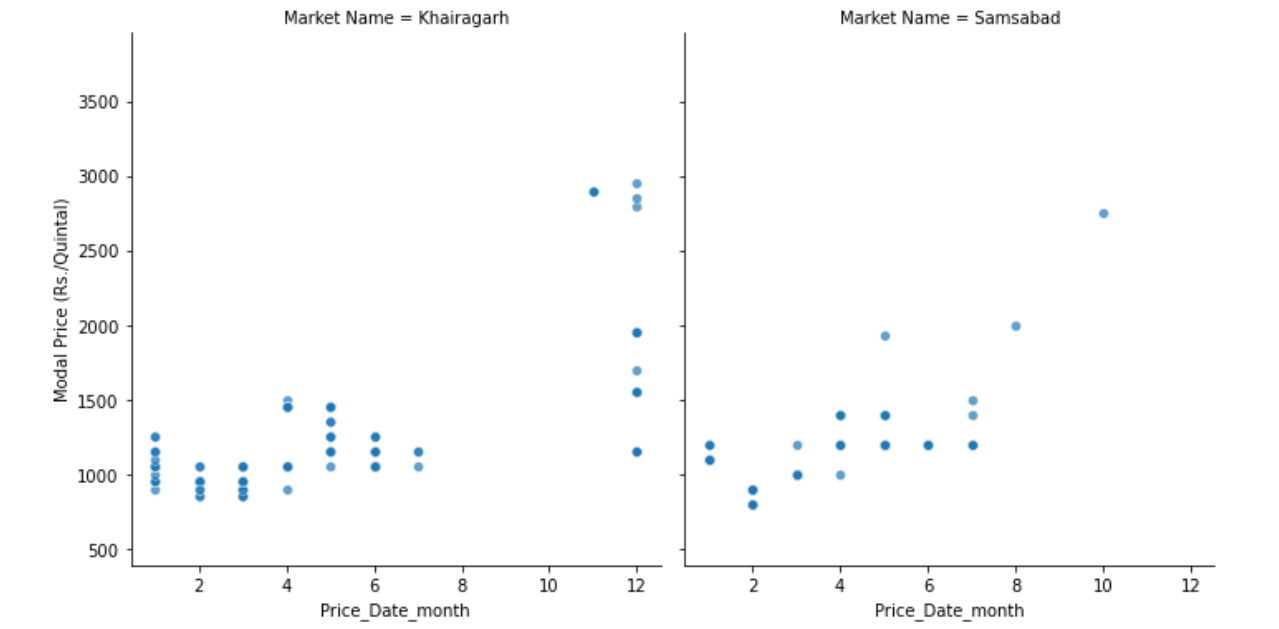 Market Name = Khairagarh
Market Name = Samsabad
Modal Price (Rs./Quintal)
3500
3000
2500
2000
1500
1000
500
2 4 6 8 10 12
2 4 6 8 10 12
Price_Date_month
Price_Date_month